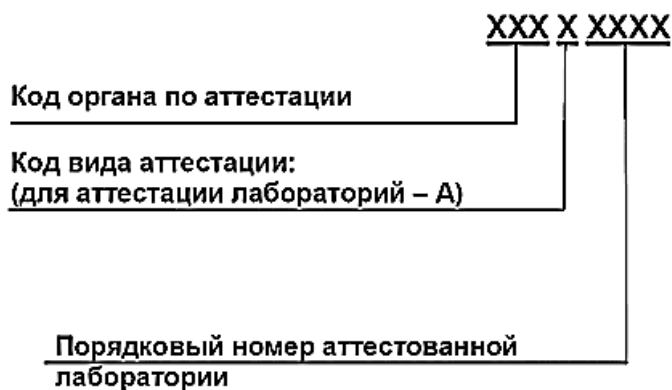 XXX X XXXX
Код органа по аттестации
Код вида аттестации:
(для аттестации лабораторий – А)
Порядковый номер аттестованной
лаборатории